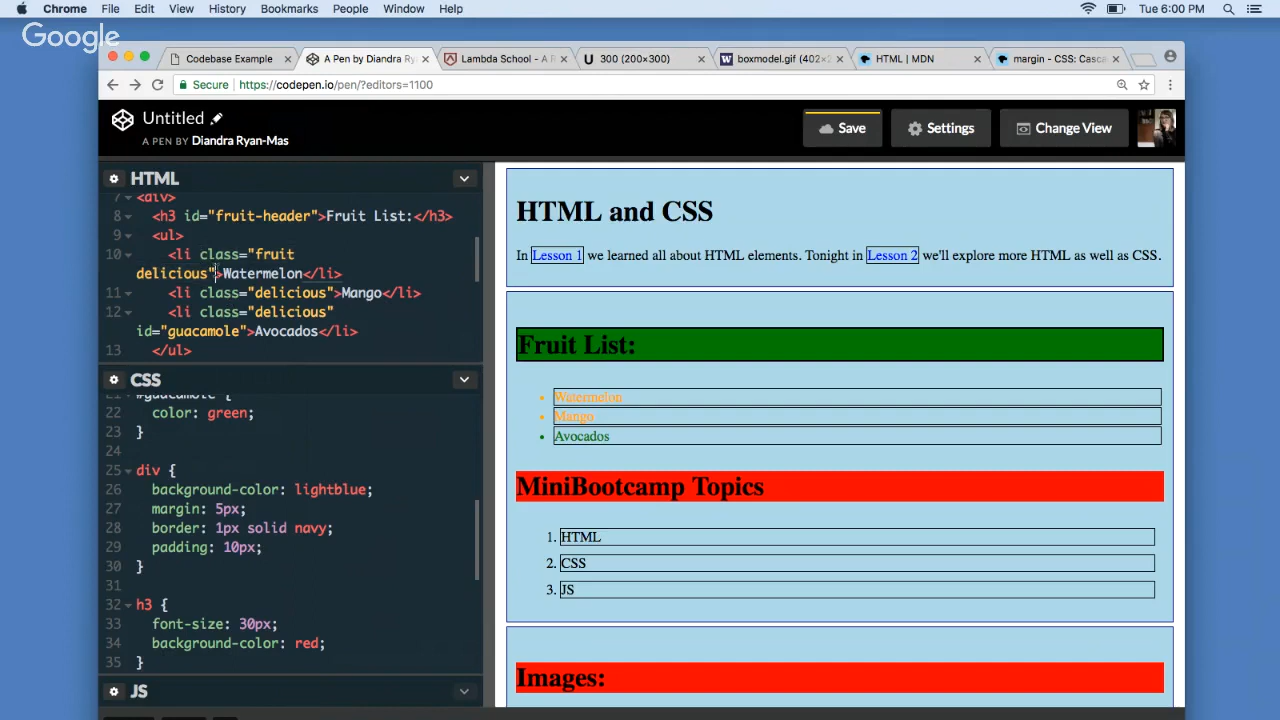 Chrome File Edit View History Bookmarks People Window Help Tue 6:00 PM
Google
Codebase Example A Pen by Diandra Ry Lambda School - A 300 (200×300) boxmodel.gif (402× HTML | MDN margin - CSS: Casca
Secure https://codepen.io/pen/?editors=1100
Untitled
A PEN BY Diandra Ryan-Mas
Save Settings Change View
HTML
7 <div>
8 <h3 id="fruit-header">Fruit List:</h3>
9 <ul>
10 <li class="fruit
delicious">Watermelon</li>
11 <li class="delicious">Mango</li>
12 <li class="delicious"
id="guacamole">Avocados</li>
13 </ul>
CSS
21 #guacamole {
22 color: green;
23 }
24
25 div {
26 background-color: lightblue;
27 margin: 5px;
28 border: 1px solid navy;
29 padding: 10px;
30 }
31
32 h3 {
33 font-size: 30px;
34 background-color: red;
35 }
JS
HTML and CSS
In Lesson 1 we learned all about HTML elements. Tonight in Lesson 2 we'll explore more HTML as well as CSS.
Fruit List:
• Watermelon
• Mango
• Avocados
MiniBootcamp Topics
1. HTML
2. CSS
3. JS
Images: